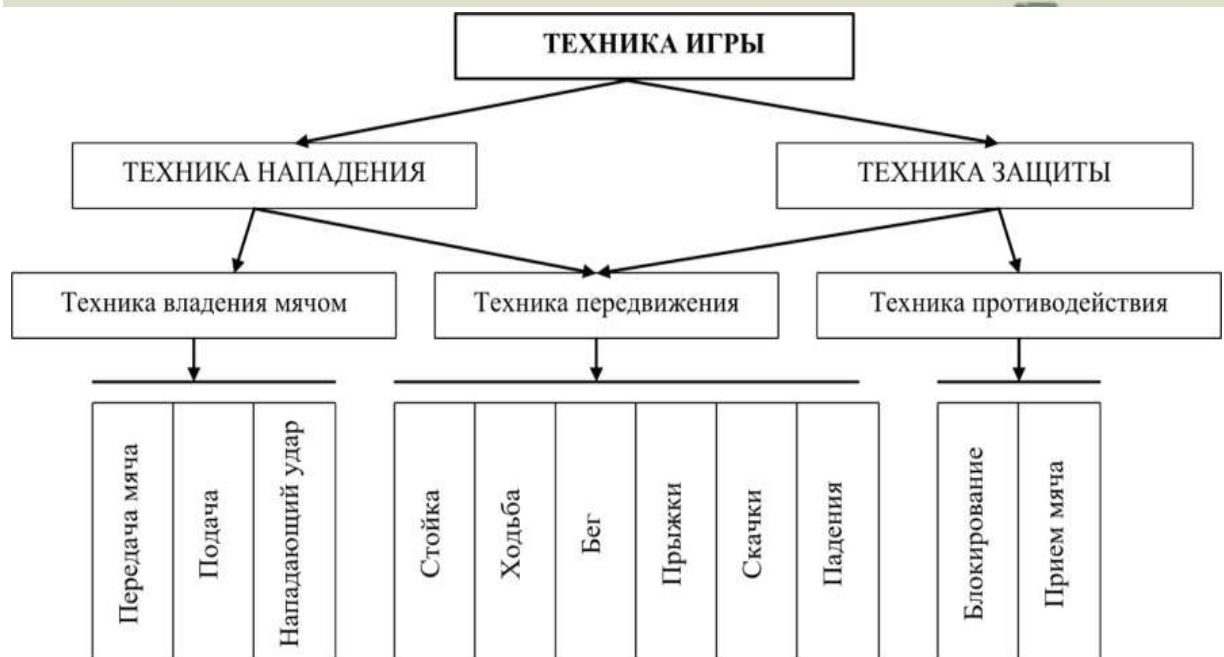 ТЕХНИКА ИГРЫ
ТЕХНИКА НАПАДЕНИЯ
ТЕХНИКА ЗАЩИТЫ
Техника владения мячом
Техника передвижения
Техника противодействия
Передача мяча
Подача
Нападающий удар
Стойка
Ходьба
Бег
Прыжки
Скачки
Падения
Блокирование
Прием мяча